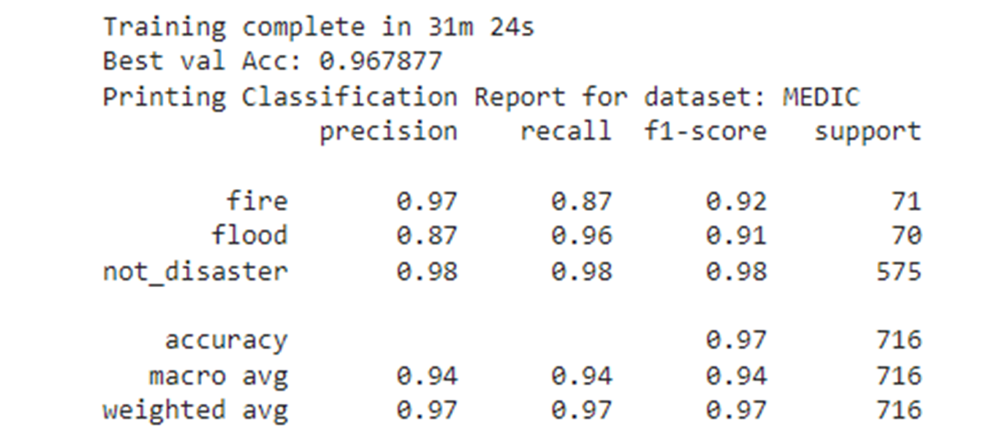 Training complete in 31m 24s
Best val Acc: 0.967877
Printing Classification Report for dataset: MEDIC
precision recall f1-score support
fire 0.97 0.87 0.92 71
flood 0.87 0.96 0.91 70
not_disaster 0.98 0.98 0.98 575
accuracy 0.97 716
macro avg 0.94 0.94 0.94 716
weighted avg 0.97 0.97 0.97 716